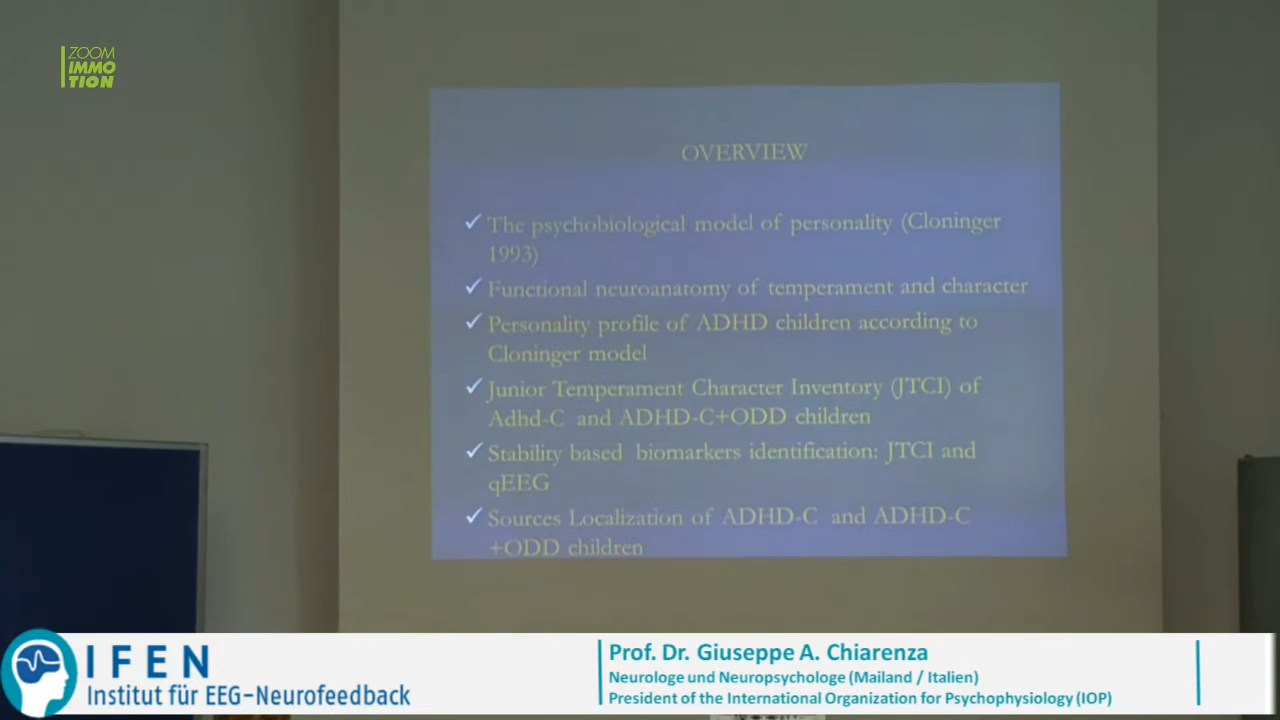 ZOOM
IMMO
TION
OVERVIEW
✓ The psychobiological model of personality (Cloninger
1993)
✓ Functional neuroanatomy of temperament and character
✓ Personality profile of ADHD children according to
Cloninger model
✓ Junior Temperament Character Inventory (JTCI) of
Adhd-C and ADHD-C+ODD children
✓ Stability based biomarkers identification: JTCI and
qEEG
✓ Sources Localization of ADHD-C and ADHD-C
+ODD children
IFEN
Institut für EEG-Neurofeedback
Prof. Dr. Giuseppe A. Chiarenza
Neurologe und Neuropsychologe (Mailand / Italien)
President of the International Organization for Psychophysiology (IOP)